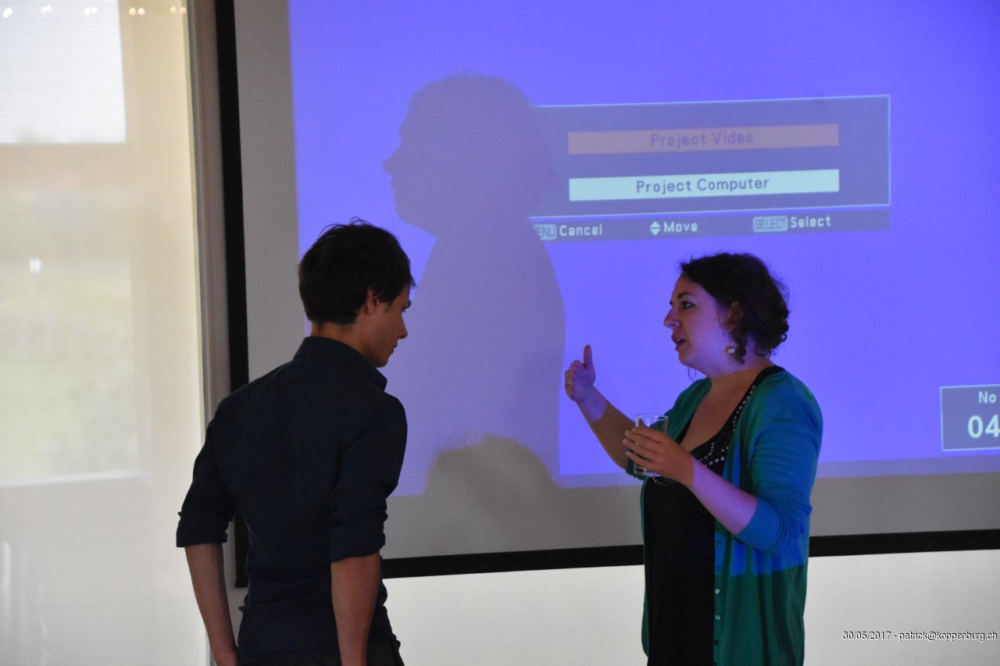 Project Video
Project Computer
Cancel Move SELECT Select
No
04
30/05/2017 - patrick@koppenburg.ch